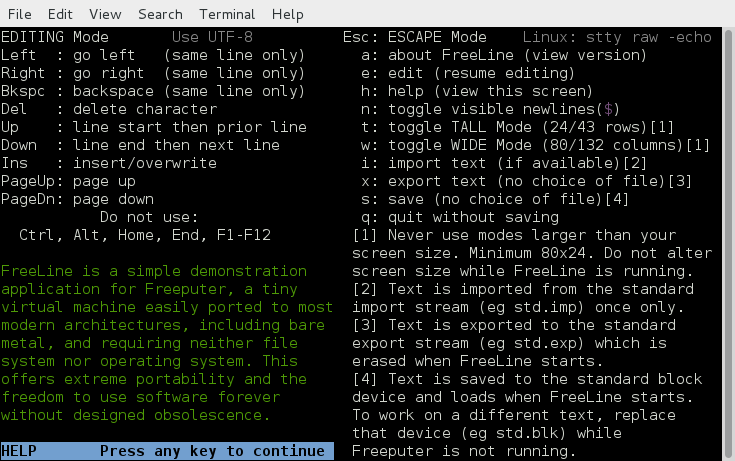 File Edit View Search Terminal Help
EDITING Mode Use UTF-8
Left : go left (same line only)
Right : go right (same line only)
Bkspc : backspace (same line only)
Del : delete character
Up : line start then prior line
Down : line end then next line
Ins : insert/overwrite
PageUp: page up
PageDn: page down
Do not use:
Ctrl, Alt, Home, End, F1-F12
FreeLine is a simple demonstration
application for Freeputer, a tiny
virtual machine easily ported to most
modern architectures, including bare
metal, and requiring neither file
system nor operating system. This
offers extreme portability and the
freedom to use software forever
without designed obsolescence.
HELP Press any key to continue
Esc: ESCAPE Mode Linux: stty raw -echo
a: about FreeLine (view version)
e: edit (resume editing)
h: help (view this screen)
n: toggle visible newlines($)
t: toggle TALL Mode (24/43 rows)[1]
w: toggle WIDE Mode (80/132 columns)[1]
i: import text (if available)[2]
x: export text (no choice of file)[3]
s: save (no choice of file)[4]
q: quit without saving
[1] Never use modes larger than your
screen size. Minimum 80x24. Do not alter
screen size while FreeLine is running.
[2] Text is imported from the standard
import stream (eg std.imp) once only.
[3] Text is exported to the standard
export stream (eg std.exp) which is
erased when FreeLine starts.
[4] Text is saved to the standard block
device and loads when FreeLine starts.
To work on a different text, replace
that device (eg std.blk) while
Freeputer is not running.